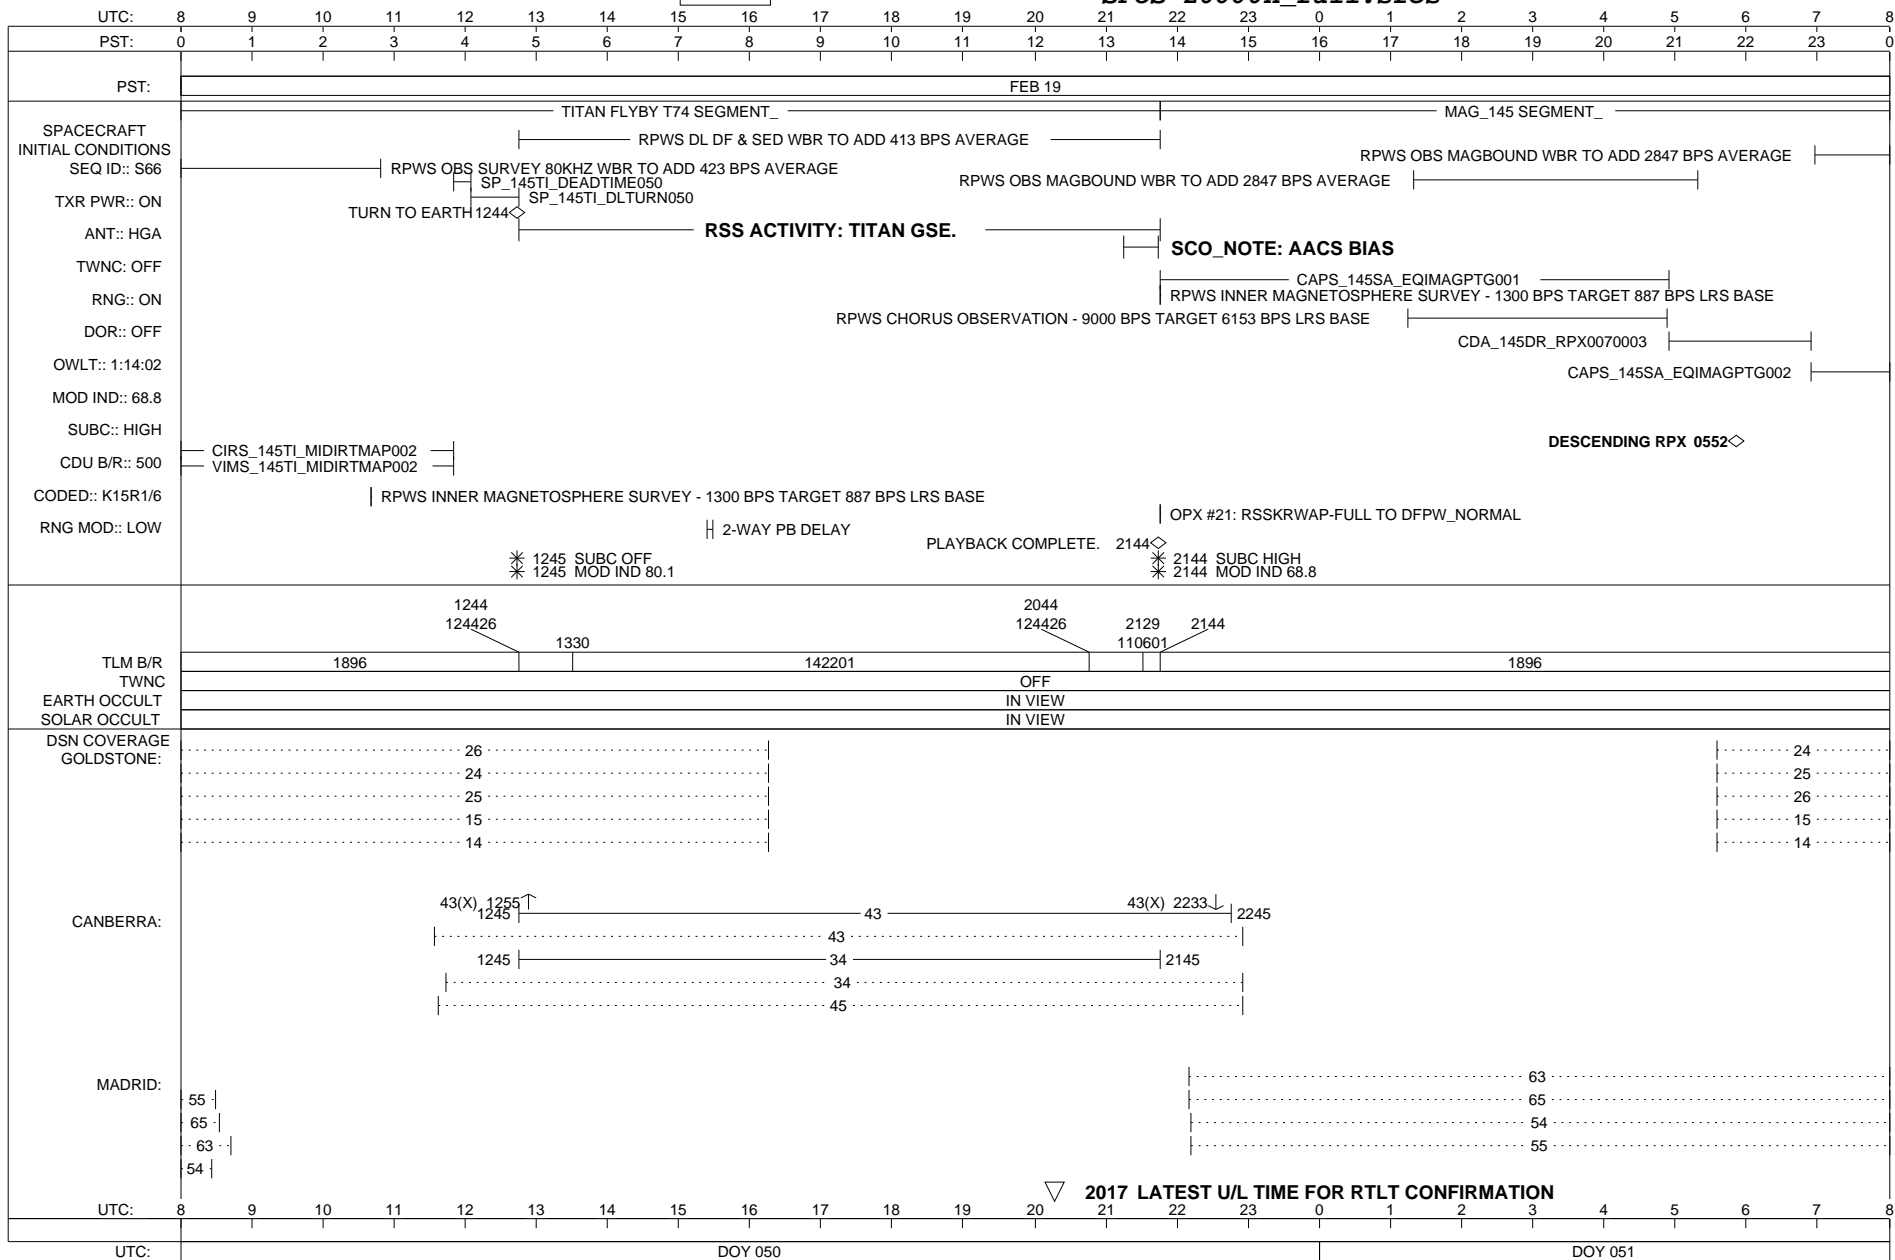 UTC: 8 9 10 11 12 13 14 15 16 17 18 19 20 21 22 23 0 1 2 3 4 5 6 7 8
PST: 0 1 2 3 4 5 6 7 8 9 10 11 12 13 14 15 16 17 18 19 20 21 22 23 0
PST: FEB 19
TITAN FLYBY T74 SEGMENT_ MAG_145 SEGMENT_
SPACECRAFT
INITIAL CONDITIONS
RPWS DL DF & SED WBR TO ADD 413 BPS AVERAGE
RPWS OBS MAGBOUND WBR TO ADD 2847 BPS AVERAGE
SEQ ID:: S66
RPWS OBS SURVEY 80KHZ WBR TO ADD 423 BPS AVERAGE
SP_145TI_DEADTIME050
RPWS OBS MAGBOUND WBR TO ADD 2847 BPS AVERAGE
TXR PWR:: ON
SP_145TI_DLTURN050
TURN TO EARTH 1244
ANT:: HGA
RSS ACTIVITY: TITAN GSE.
SCO_NOTE: AACS BIAS
TWNC: OFF
CAPS_145SA_EQIMAGPTG001
RNG:: ON
RPWS INNER MAGNETOSPHERE SURVEY - 1300 BPS TARGET 887 BPS LRS BASE
RPWS CHORUS OBSERVATION - 9000 BPS TARGET 6153 BPS LRS BASE
DOR:: OFF
CDA_145DR_RPX0070003
OWLT:: 1:14:02
CAPS_145SA_EQIMAGPTG002
MOD IND:: 68.8
SUBC:: HIGH
DESCENDING RPX 0552
CIRS_145TI_MIDIRTMAP002
CDU B/R:: 500
VIMS_145TI_MIDIRTMAP002
CODED:: K15R1/6
RPWS INNER MAGNETOSPHERE SURVEY - 1300 BPS TARGET 887 BPS LRS BASE
OPX #21: RSSKRWAP-FULL TO DFPW_NORMAL
RNG MOD:: LOW
2-WAY PB DELAY
PLAYBACK COMPLETE. 2144
1245 SUBC OFF 2144 SUBC HIGH
1245 MOD IND 80.1 2144 MOD IND 68.8
1244 2044
124426 124426 2129 2144
1330 110601
TLM B/R 1896 142201 1896
TWNC OFF
EARTH OCCULT IN VIEW
SOLAR OCCULT IN VIEW
DSN COVERAGE
GOLDSTONE:
26 24
24 25
25 26
15 15
14 14
43(X) 1255 43(X) 2233
CANBERRA:
1245 43 2245
43
1245 34 2145
34
45
MADRID:
63
55 65
65 54
63 55
54
2017 LATEST U/L TIME FOR RTLT CONFIRMATION
UTC: 8 9 10 11 12 13 14 15 16 17 18 19 20 21 22 23 0 1 2 3 4 5 6 7 8
UTC: DOY 050 DOY 051